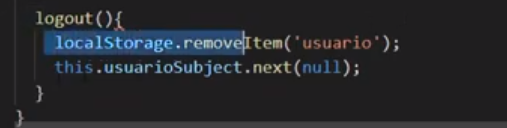 logout(){
localStorage.removeItem('usuario');
this.usuarioSubject.next(null);
}
}